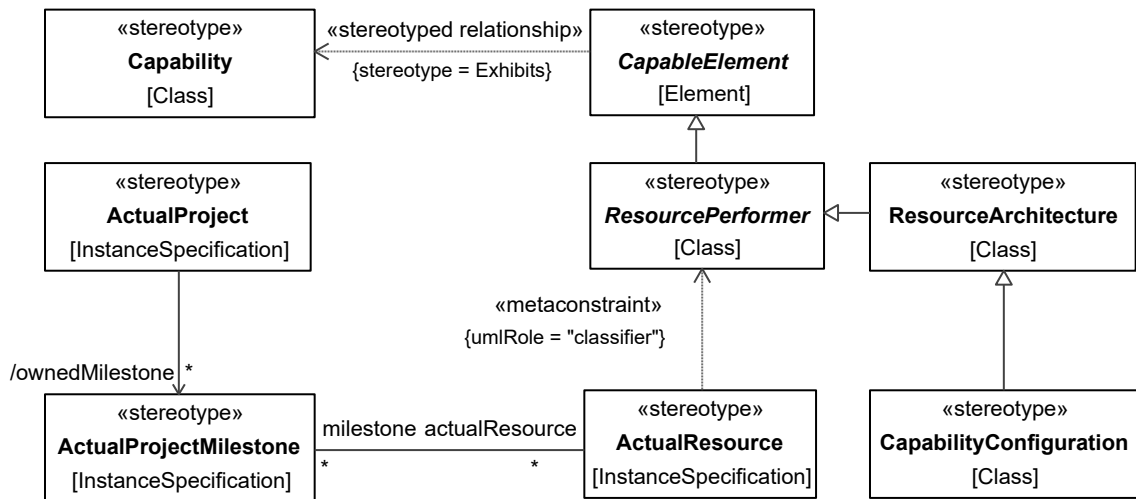 «stereotype»
Capability
[Class]
«stereotyped relationship»
{stereotype = Exhibits}
«stereotype»
CapableElement
[Element]
«stereotype»
ActualProject
[InstanceSpecification]
«stereotype»
ResourcePerformer
[Class]
«stereotype»
ResourceArchitecture
[Class]
«metaconstraint»
{umlRole = "classifier"}
/ownedMilestone *
«stereotype»
ActualProjectMilestone
[InstanceSpecification]
milestone actualResource
* *
«stereotype»
ActualResource
[InstanceSpecification]
«stereotype»
CapabilityConfiguration
[Class]